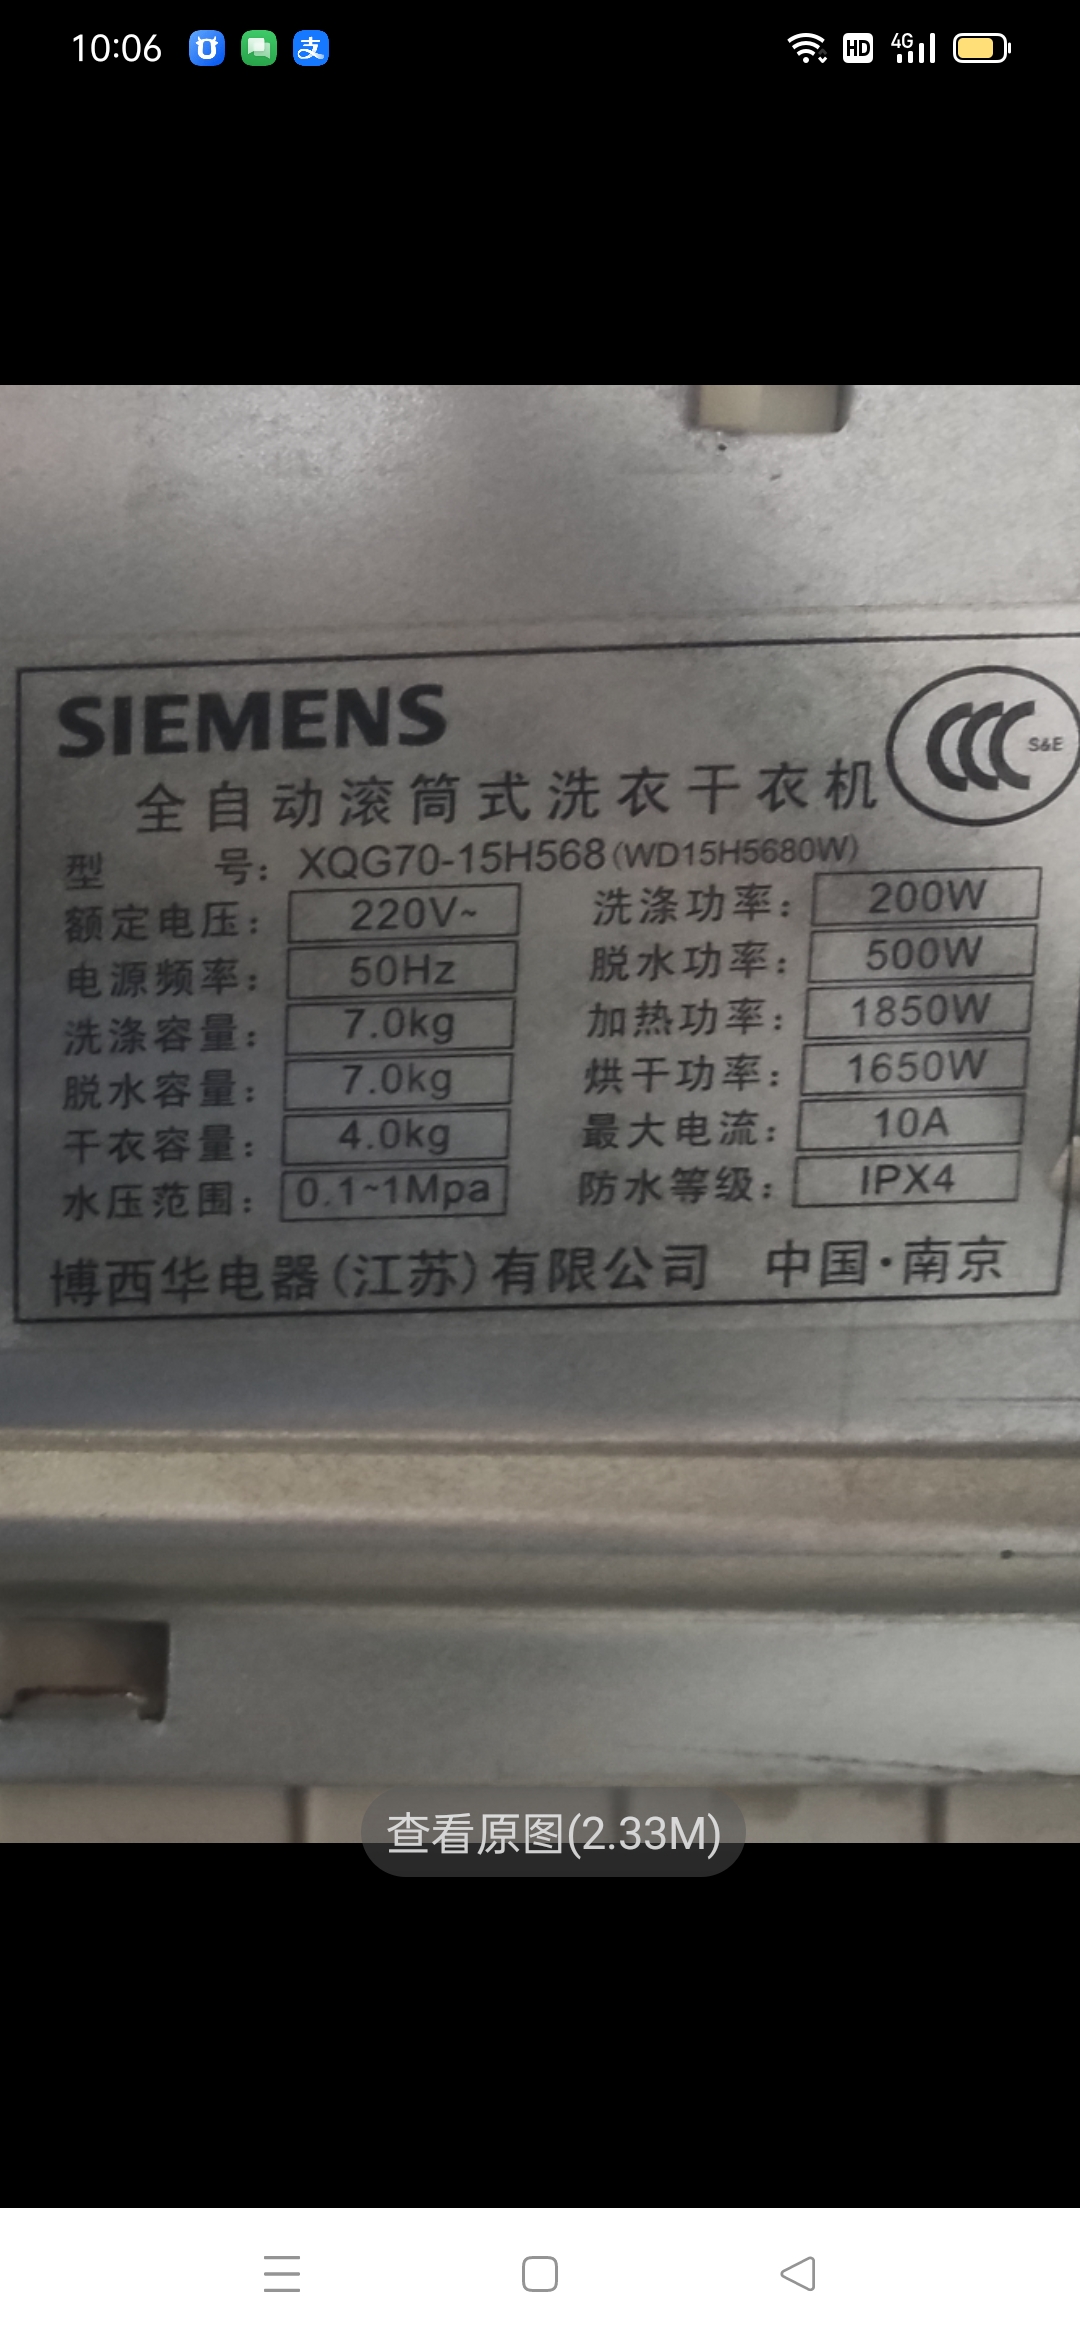 10:06 支 HD 4G
SIEMENS
CCC S&E
全自动滚筒式洗衣干衣机
型 号: XQG70-15H568(WD15H5680W)
额定电压: 220V~ 洗涤功率: 200W
电源频率: 50Hz 脱水功率: 500W
洗涤容量: 7.0kg 加热功率: 1850W
脱水容量: 7.0kg 烘干功率: 1650W
干衣容量: 4.0kg 最大电流: 10A
水压范围: 0.1~1Mpa 防水等级: IPX4
博西华电器(江苏)有限公司 中国·南京
查看原图(2.33M)